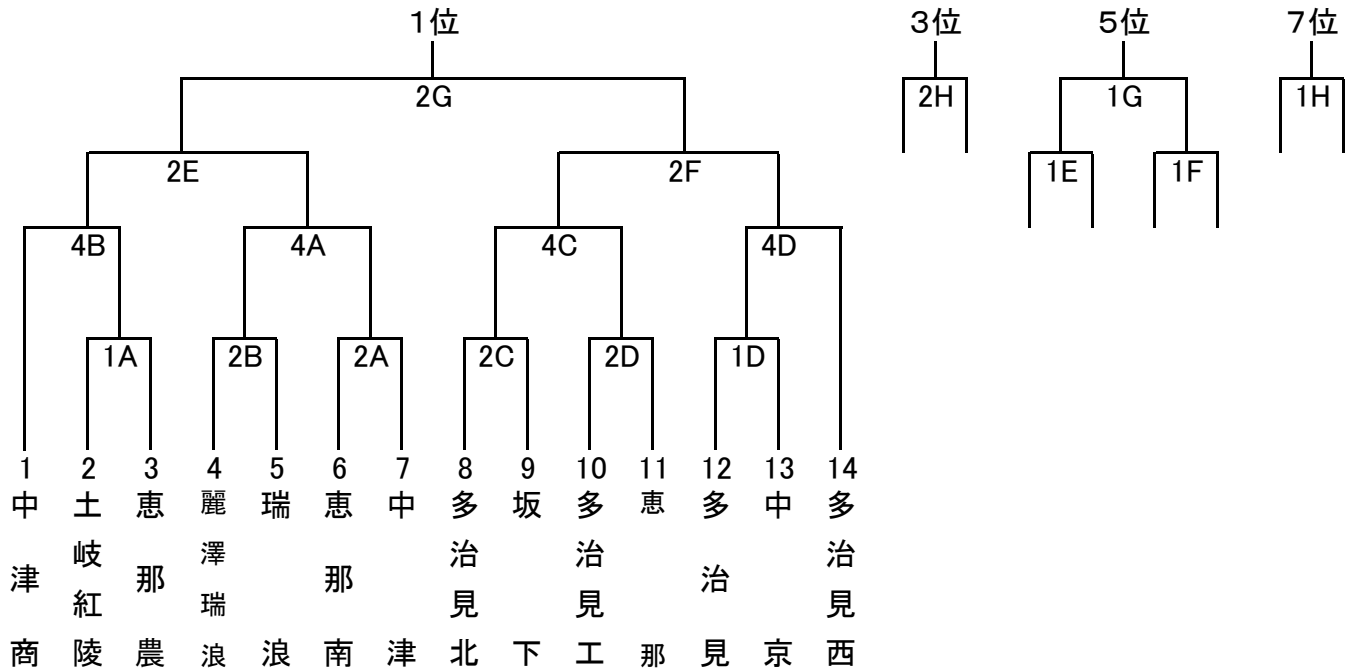 1位 3位 5位 7位
2G 2H 1G 1H
2E 2F 1E 1F
4B 4A 4C 4D
1A 2B 2A 2C 2D 1D
1 2 3 4 5 6 7 8 9 10 11 12 13 14
中津商
土岐紅陵
恵那農
麗澤瑞浪
瑞浪
恵那南
中津
多治見北
坂下
多治見工
恵那
多治見
中京
多治見西